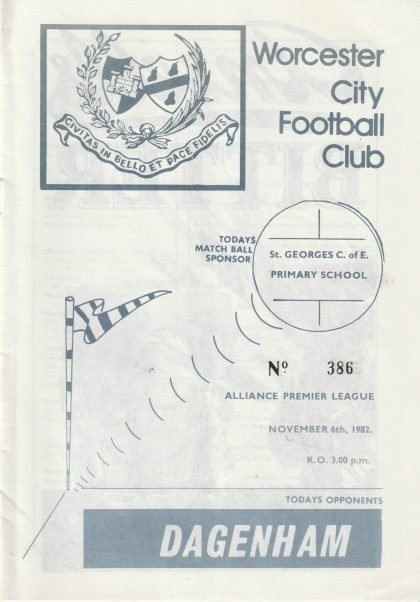 Worcester
City
Football
Club
CIVITAS IN BELLO ET PACE FIDELIS
TODAYS
MATCH BALL
SPONSOR
St. GEORGES C. of E.
PRIMARY SCHOOL
Nº 386
ALLIANCE PREMIER LEAGUE
NOVEMBER 6th, 1982.
K.O. 3.00 p.m.
TODAYS OPPONENTS
DAGENHAM